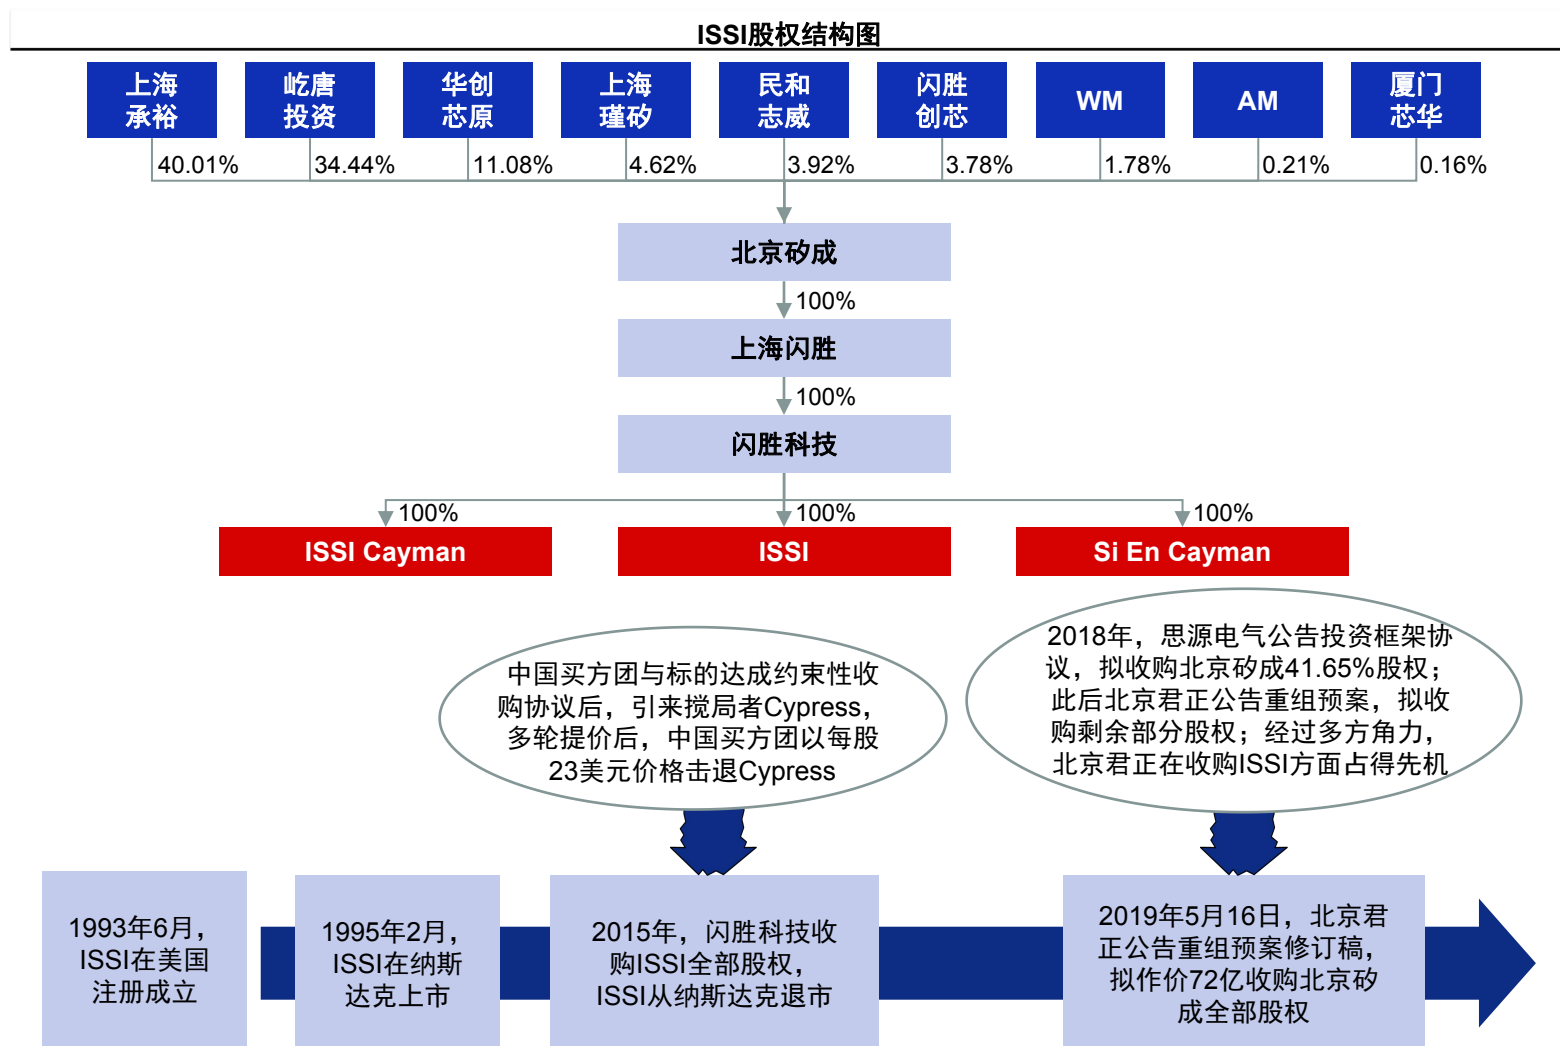 ISSI股权结构图
上海
承裕
屹唐
投资
华创
芯原
上海
瑾矽
民和
志威
闪胜
创芯
WM
AM
厦门
芯华
40.01%
34.44%
11.08%
4.62%
3.92%
3.78%
1.78%
0.21%
0.16%
北京矽成
100%
上海闪胜
100%
闪胜科技
100%
100%
100%
ISSI Cayman
ISSI
Si En Cayman
中国买方团与标的达成约束性收
购协议后，引来搅局者Cypress，
多轮提价后，中国买方团以每股
23美元价格击退Cypress
2018年，思源电气公告投资框架协
议，拟收购北京矽成41.65%股权；
此后北京君正公告重组预案，拟收
购剩余部分股权；经过多方角力，
北京君正在收购ISSI方面占得先机
1993年6月，
ISSI在美国
注册成立
1995年2月，
ISSI在纳斯
达克上市
2015年，闪胜科技收
购ISSI全部股权，
ISSI从纳斯达克退市
2019年5月16日，北京君
正公告重组预案修订稿，
拟作价72亿收购北京矽
成全部股权